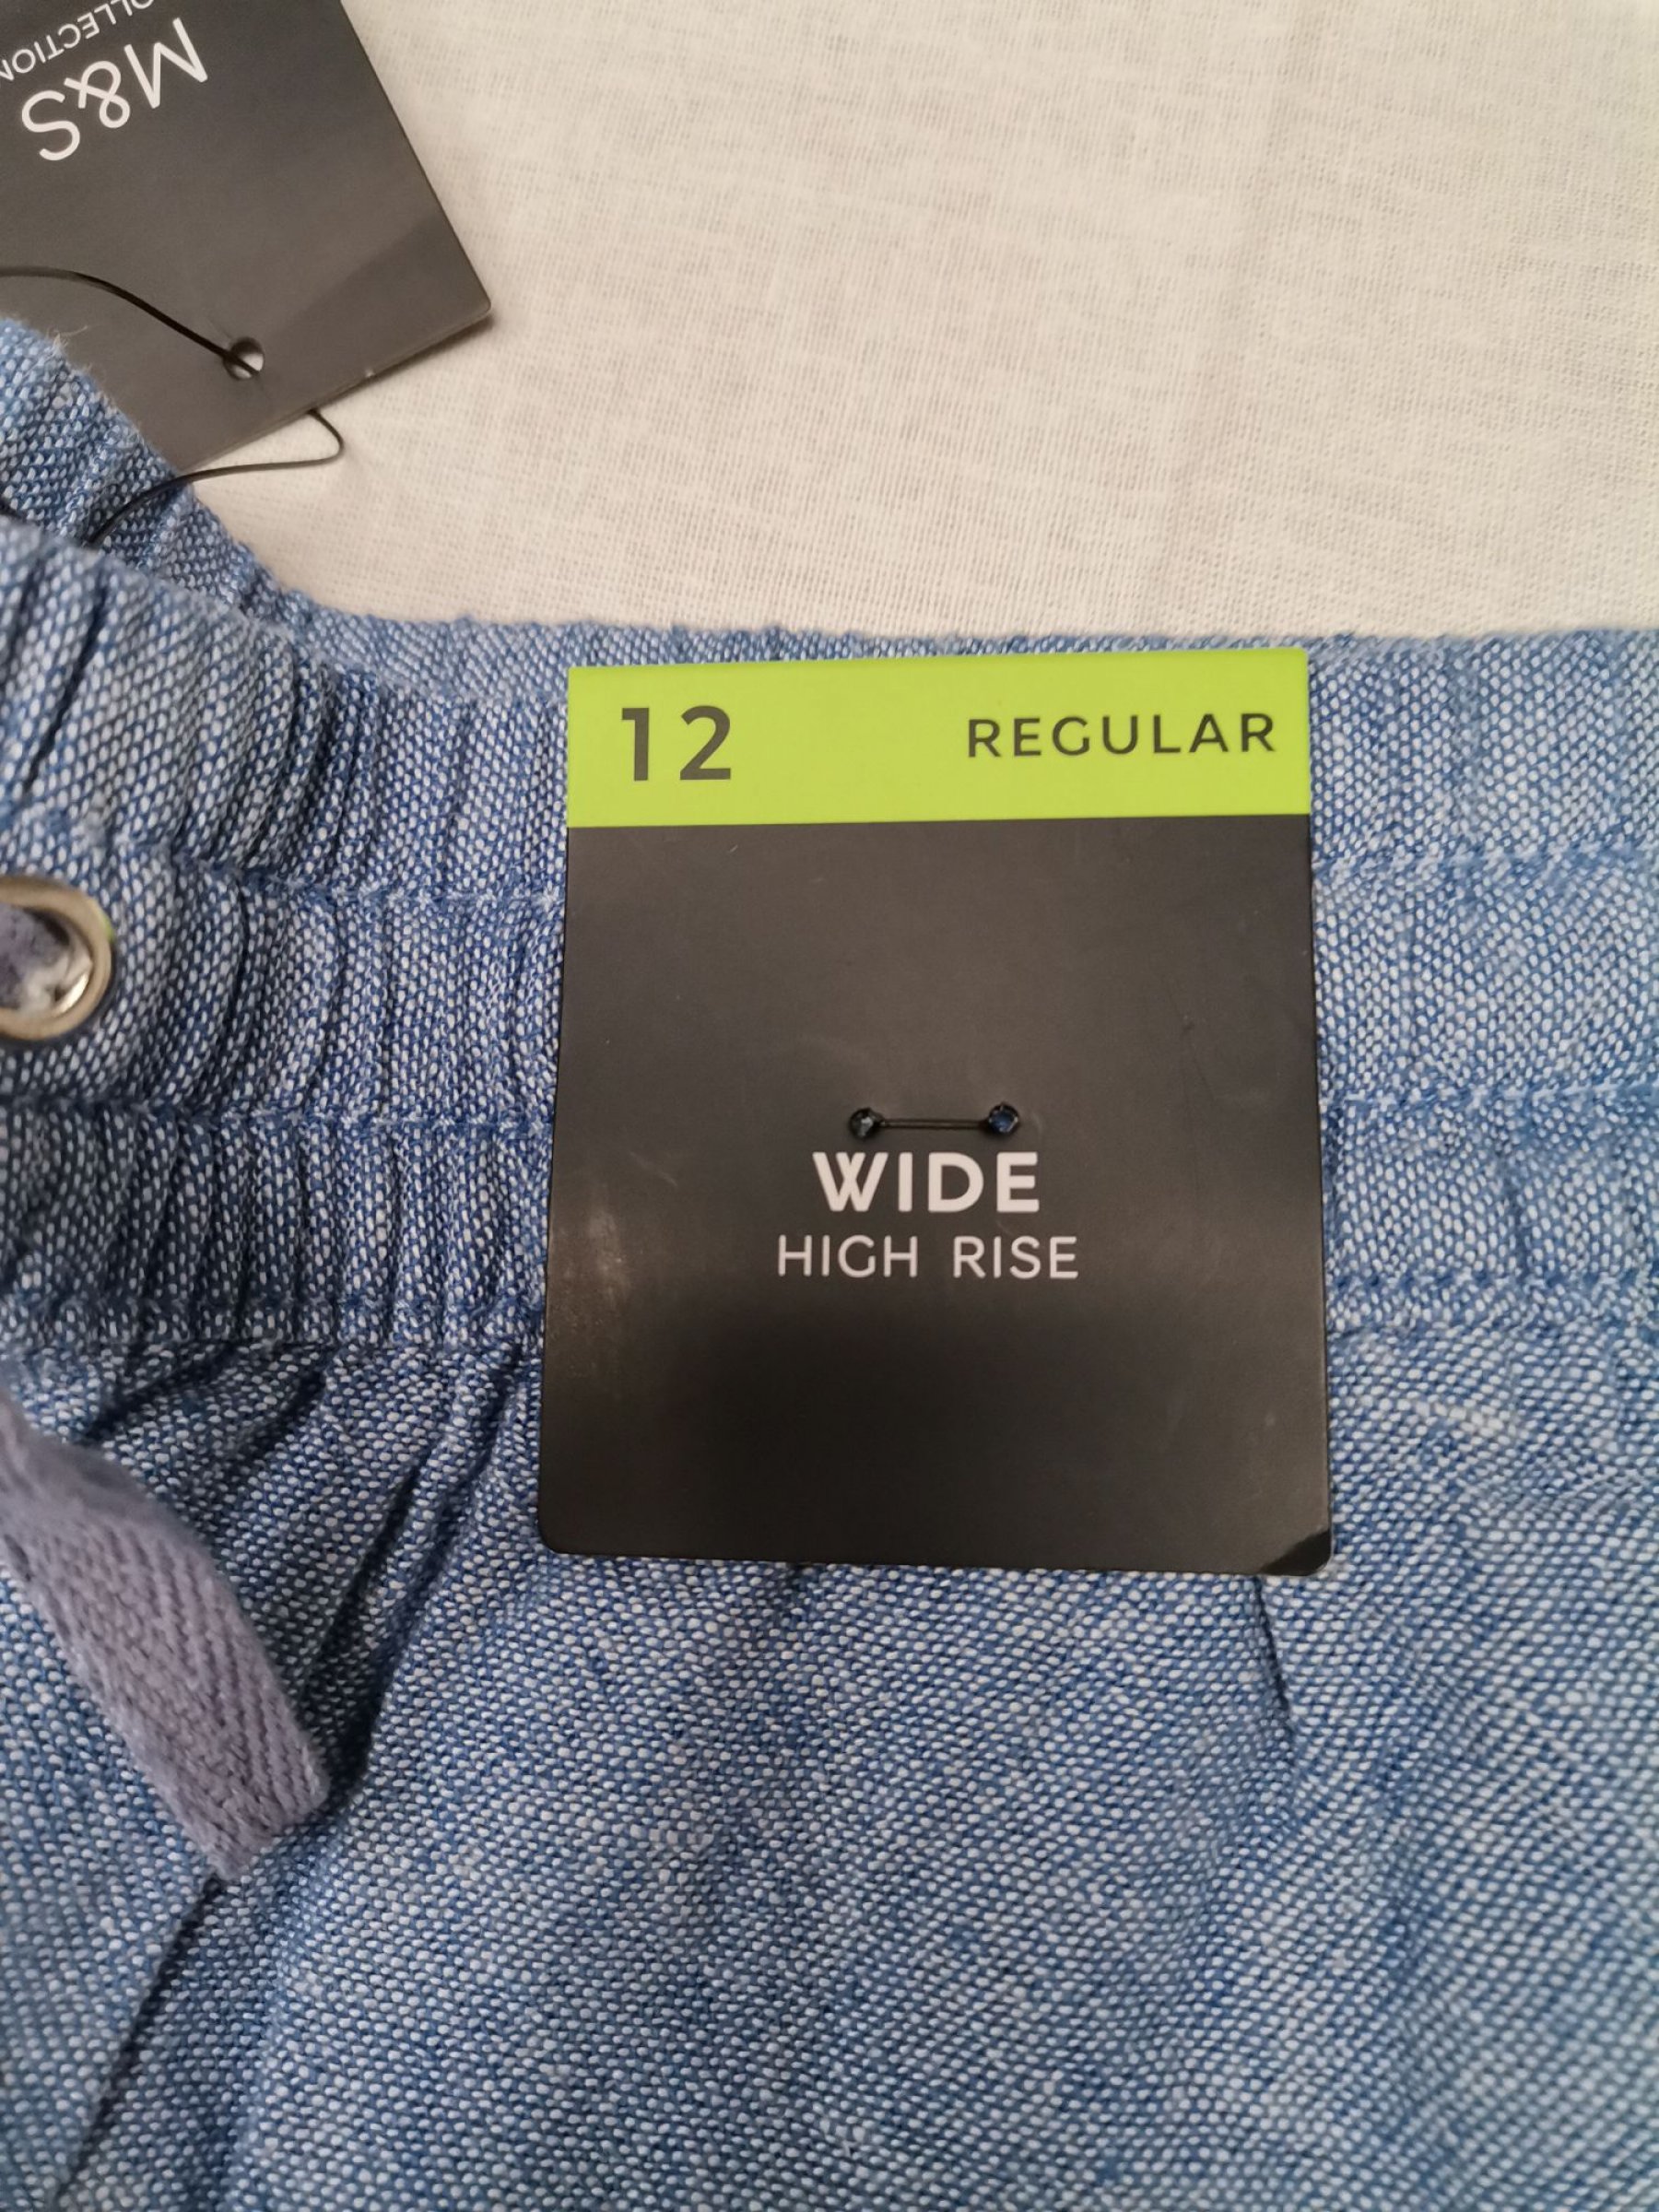 M&S
COLLECTION
12 REGULAR
WIDE
HIGH RISE